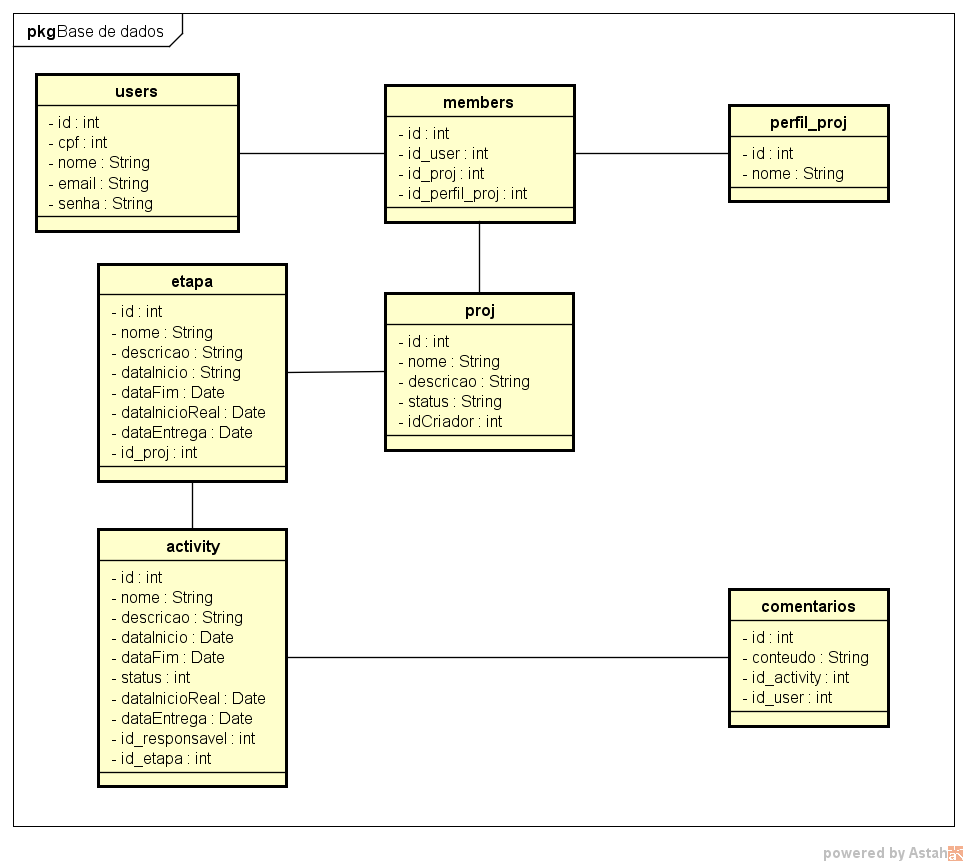 pkgBase de dados
users
- id : int
- cpf : int
- nome : String
- email : String
- senha : String
members
- id : int
- id_user : int
- id_proj : int
- id_perfil_proj : int
perfil_proj
- id : int
- nome : String
etapa
- id : int
- nome : String
- descricao : String
- dataInicio : String
- dataFim : Date
- dataInicioReal : Date
- dataEntrega : Date
- id_proj : int
proj
- id : int
- nome : String
- descricao : String
- status : String
- idCriador : int
activity
- id : int
- nome : String
- descricao : String
- dataInicio : Date
- dataFim : Date
- status : int
- dataInicioReal : Date
- dataEntrega : Date
- id_responsavel : int
- id_etapa : int
comentarios
- id : int
- conteudo : String
- id_activity : int
- id_user : int
powered by Astah